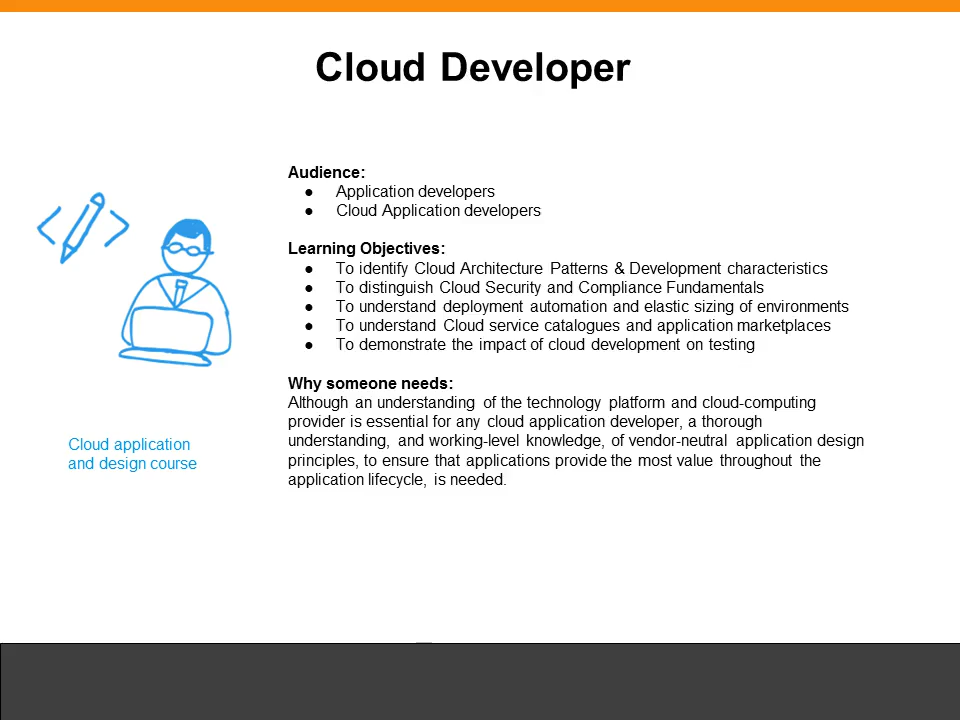 Cloud Developer
Audience:
● Application developers
● Cloud Application developers
Learning Objectives:
● To identify Cloud Architecture Patterns & Development characteristics
● To distinguish Cloud Security and Compliance Fundamentals
● To understand deployment automation and elastic sizing of environments
● To understand Cloud service catalogues and application marketplaces
● To demonstrate the impact of cloud development on testing
Why someone needs:
Although an understanding of the technology platform and cloud-computing
provider is essential for any cloud application developer, a thorough
understanding, and working-level knowledge, of vendor-neutral application design
principles, to ensure that applications provide the most value throughout the
application lifecycle, is needed.
Cloud application
and design course